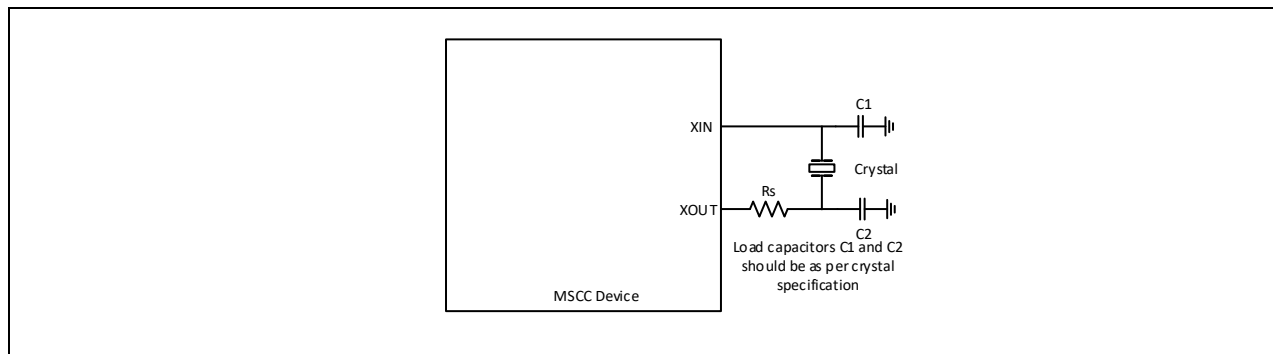 C1
XIN
Crystal
Rs
XOUT
C2
Load capacitors C1 and C2
should be as per crystal
specification
MSCC Device